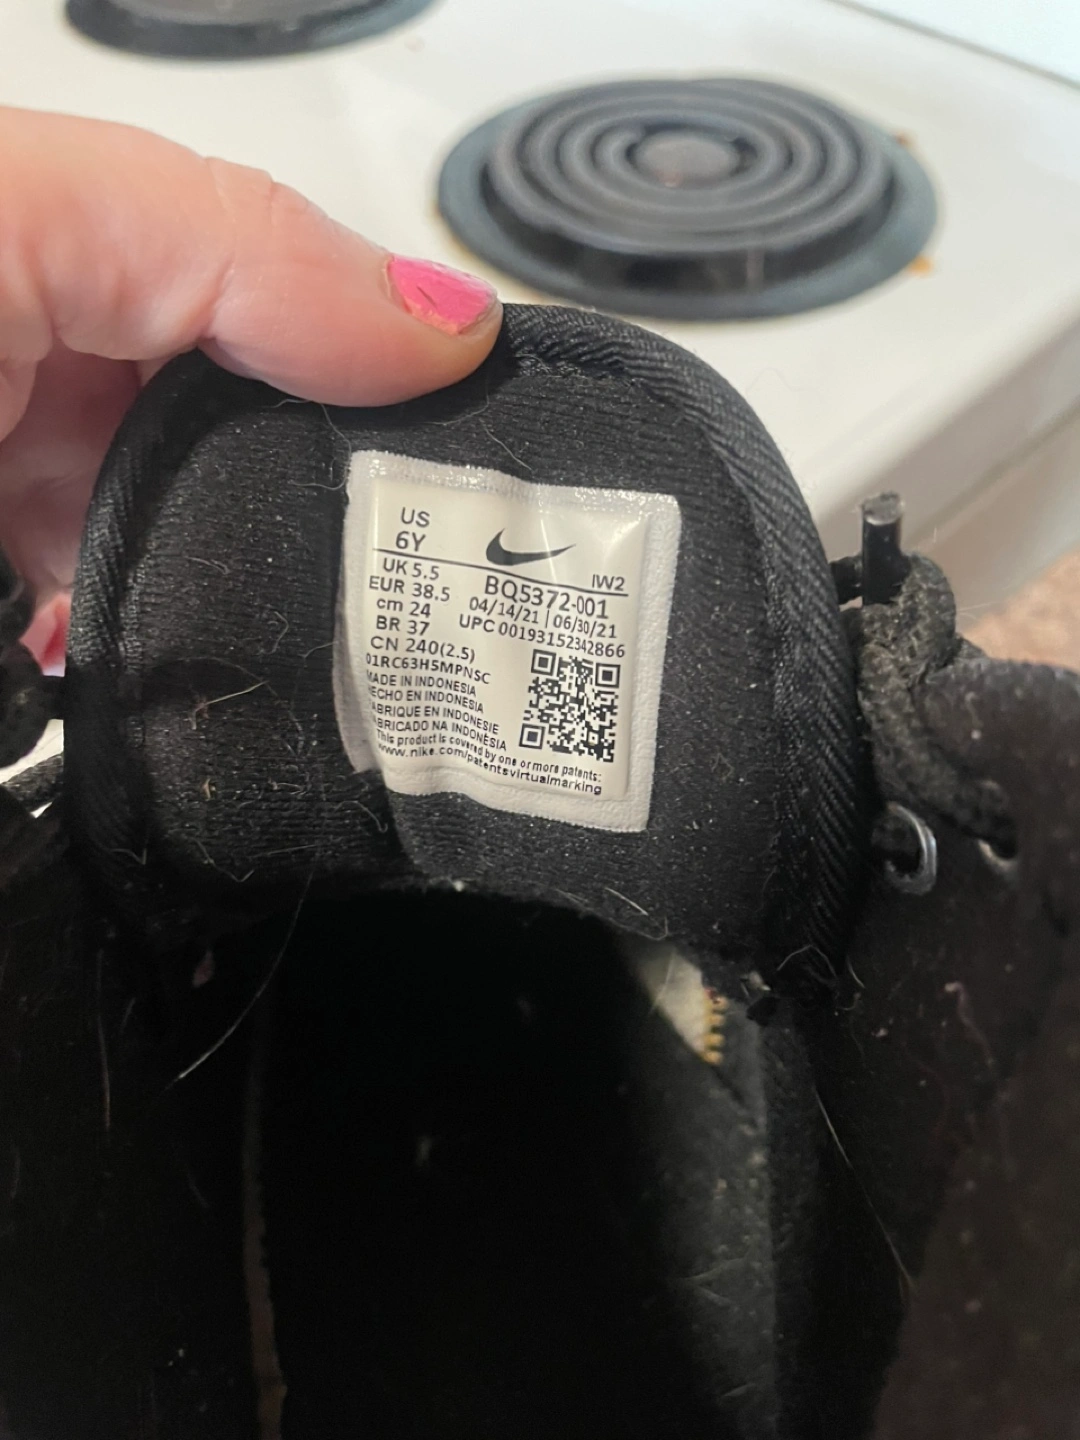 US
6Y
UK 5.5
EUR 38.5
cm 24
BR 37
CN 240(2.5)
IW2
BQ5372-001
04/14/21 | 06/30/21
UPC 00193152342866
01RC63H5MPNSC
MADE IN INDONESIA
HECHO EN INDONESIA
FABRIQUE EN INDONESIE
FABRICADO NA INDONÉSIA
This product is covered by one or more patents:
www.nike.com/patentsvirtualmarking